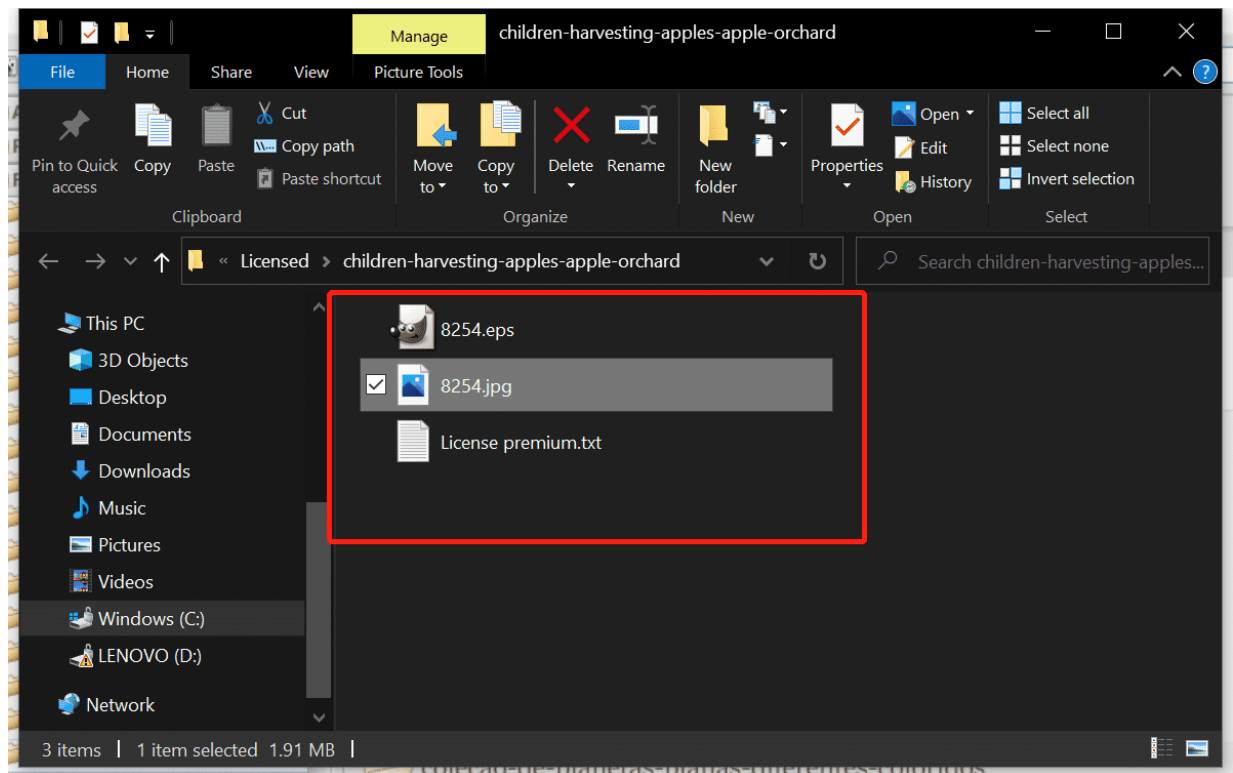 Manage
children-harvesting-apples-apple-orchard
File
Home
Share
View
Picture Tools
?
Pin to Quick access
Copy
Paste
Cut
Copy path
Paste shortcut
Clipboard
Move to
Copy to
Delete
Rename
Organize
New folder
New
Properties
Open
Edit
History
Open
Select all
Select none
Invert selection
Select
« Licensed > children-harvesting-apples-apple-orchard
Search children-harvesting-apples...
This PC
3D Objects
Desktop
Documents
Downloads
Music
Pictures
Videos
Windows (C:)
LENOVO (D:)
Network
8254.eps
8254.jpg
License premium.txt
3 items
1 item selected 1.91 MB